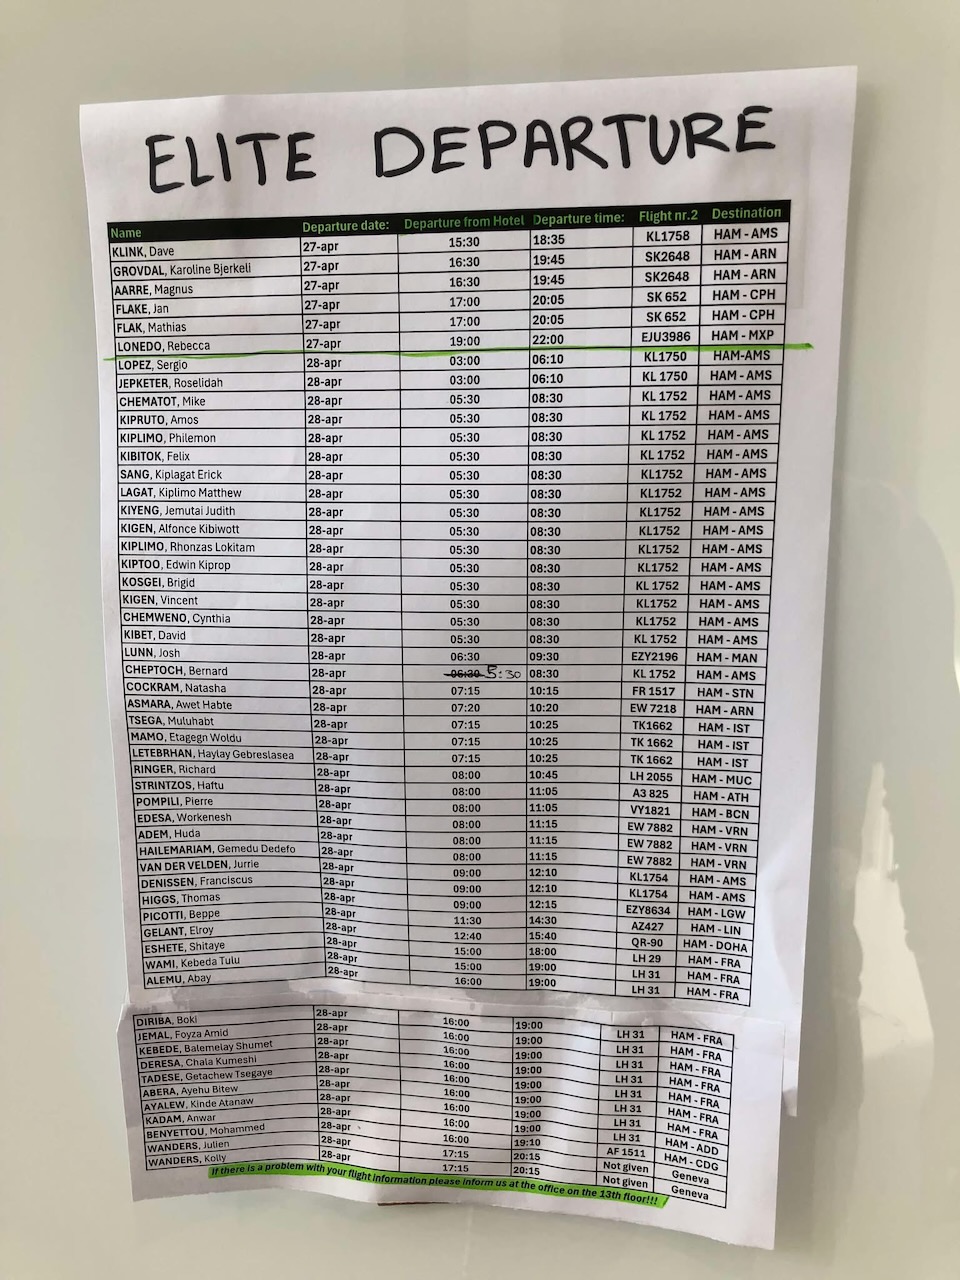 ELITE DEPARTURE
Name Departure date: Departure from Hotel Departure time: Flight nr.2 Destination
KLINK, Dave 27-apr 15:30 18:35 KL1758 HAM - AMS
GROVDAL, Karoline Bjerkeli 27-apr 16:30 19:45 SK2648 HAM - ARN
AARRE, Magnus 27-apr 16:30 19:45 SK2648 HAM - ARN
FLAKE, Jan 27-apr 17:00 20:05 SK 652 HAM - CPH
FLAK, Mathias 27-apr 17:00 20:05 SK 652 HAM - CPH
LONEDO, Rebecca 27-apr 19:00 22:00 EJU3986 HAM - MXP
LOPEZ, Sergio 28-apr 03:00 06:10 KL1750 HAM-AMS
JEPKETER, Roselidah 28-apr 03:00 06:10 KL 1750 HAM - AMS
CHEMATOT, Mike 28-apr 05:30 08:30 KL 1752 HAM - AMS
KIPRUTO, Amos 28-apr 05:30 08:30 KL 1752 HAM - AMS
KIPLIMO, Philemon 28-apr 05:30 08:30 KL 1752 HAM - AMS
KIBITOK, Felix 28-apr 05:30 08:30 KL 1752 HAM - AMS
SANG, Kiplagat Erick 28-apr 05:30 08:30 KL1752 HAM - AMS
LAGAT, Kiplimo Matthew 28-apr 05:30 08:30 KL1752 HAM - AMS
KIYENG, Jemutai Judith 28-apr 05:30 08:30 KL1752 HAM - AMS
KIGEN, Alfonce Kibiwott 28-apr 05:30 08:30 KL1752 HAM - AMS
KIPLIMO, Rhonzas Lokitam 28-apr 05:30 08:30 KL1752 HAM - AMS
KIPTOO, Edwin Kiprop 28-apr 05:30 08:30 KL1752 HAM - AMS
KOSGEI, Brigid 28-apr 05:30 08:30 KL 1752 HAM - AMS
KIGEN, Vincent 28-apr 05:30 08:30 KL1752 HAM - AMS
CHEMWENO, Cynthia 28-apr 05:30 08:30 KL1752 HAM - AMS
KIBET, David 28-apr 05:30 08:30 KL 1752 HAM - AMS
LUNN, Josh 28-apr 06:30 09:30 EZY2196 HAM - MAN
CHEPTOCH, Bernard 28-apr 06:30 5:30 08:30 KL 1752 HAM - AMS
COCKRAM, Natasha 28-apr 07:15 10:15 FR 1517 HAM - STN
ASMARA, Awet Habte 28-apr 07:20 10:20 EW 7218 HAM - ARN
TSEGA, Muluhabt 28-apr 07:15 10:25 TK1662 HAM - IST
MAMO, Etagegn Woldu 28-apr 07:15 10:25 TK 1662 HAM - IST
LETEBRHAN, Haylay Gebreslasea 28-apr 07:15 10:25 TK 1662 HAM - IST
RINGER, Richard 28-apr 08:00 10:45 LH 2055 HAM - MUC
STRINTZOS, Haftu 28-apr 08:00 11:05 A3 825 HAM - ATH
POMPILI, Pierre 28-apr 08:00 11:05 VY1821 HAM - BCN
EDESA, Workenesh 28-apr 08:00 11:15 EW 7882 HAM - VRN
ADEM, Huda 28-apr 08:00 11:15 EW 7882 HAM - VRN
HAILEMARIAM, Gemedu Dedefo 28-apr 08:00 11:15 EW 7882 HAM - VRN
VAN DER VELDEN, Jurrie 28-apr 09:00 12:10 KL1754 HAM - AMS
DENISSEN, Franciscus 28-apr 09:00 12:10 KL1754 HAM - AMS
HIGGS, Thomas 28-apr 09:00 12:15 EZY8634 HAM - LGW
PICOTTI, Beppe 28-apr 11:30 14:30 AZ427 HAM - LIN
GELANT, Elroy 28-apr 12:40 15:40 QR-90 HAM - DOHA
ESHETE, Shitaye 28-apr 15:00 18:00 LH 29 HAM - FRA
WAMI, Kebeda Tulu 28-apr 15:00 19:00 LH 31 HAM - FRA
ALEMU, Abay 28-apr 16:00 19:00 LH 31 HAM - FRA
DIRIBA, Boki 28-apr 16:00 19:00 LH 31 HAM - FRA
JEMAL, Foyza Amid 28-apr 16:00 19:00 LH 31 HAM - FRA
KEBEDE, Balemelay Shumet 28-apr 16:00 19:00 LH 31 HAM - FRA
DERESA, Chala Kumeshi 28-apr 16:00 19:00 LH 31 HAM - FRA
TADESE, Getachew Tsegaye 28-apr 16:00 19:00 LH 31 HAM - FRA
ABERA, Ayehu Bitew 28-apr 16:00 19:00 LH 31 HAM - FRA
AYALEW, Kinde Atanaw 28-apr 16:00 19:00 LH 31 HAM - FRA
KADAM, Anwar 28-apr 16:00 19:00 LH 31 HAM - ADD
BENYETTOU, Mohammed 28-apr 16:00 19:10 AF 1511 HAM - CDG
WANDERS, Julien 28-apr 17:15 20:15 Not given Geneva
WANDERS, Kolly 28-apr 17:15 20:15 Not given Geneva
If there is a problem with your flight information please inform us at the office on the 13th floor!!!